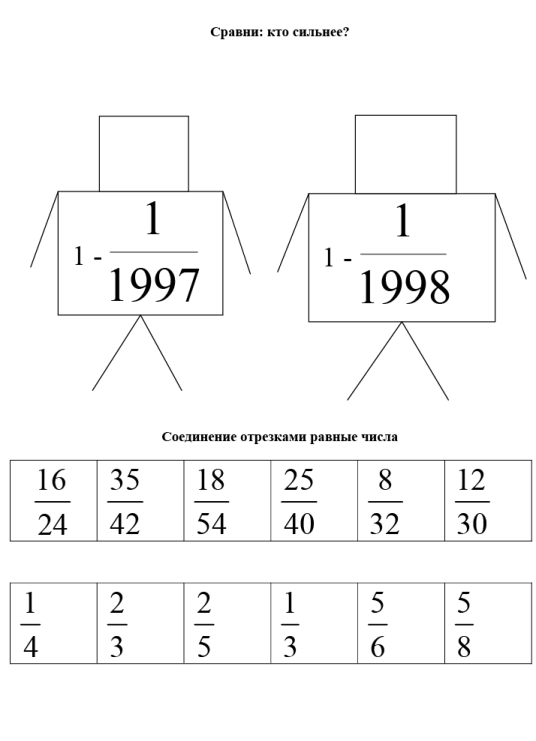 Сравни: кто сильнее?
1 - 1/1997 1 - 1/1998
Соединение отрезками равные числа
16/24 35/42 18/54 25/40 8/32 12/30
1/4 2/3 2/5 1/3 5/6 5/8